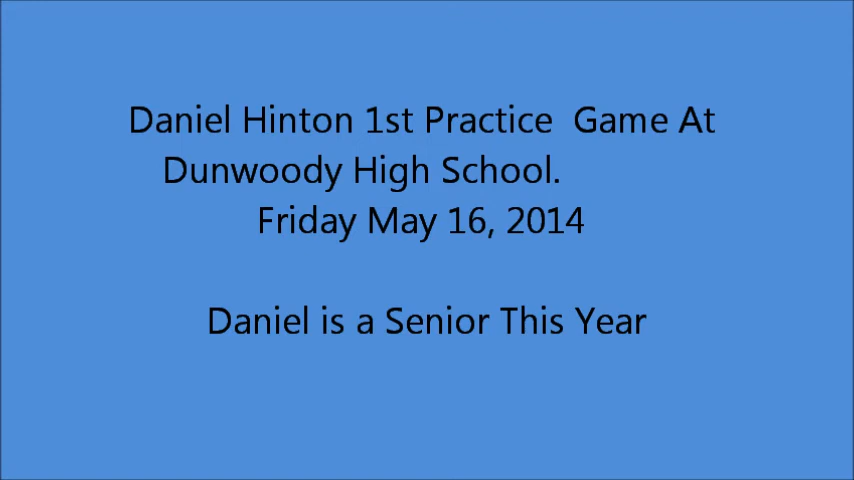 Daniel Hinton 1st Practice  Game At
Dunwoody High School.
Friday May 16, 2014
Daniel is a Senior This Year